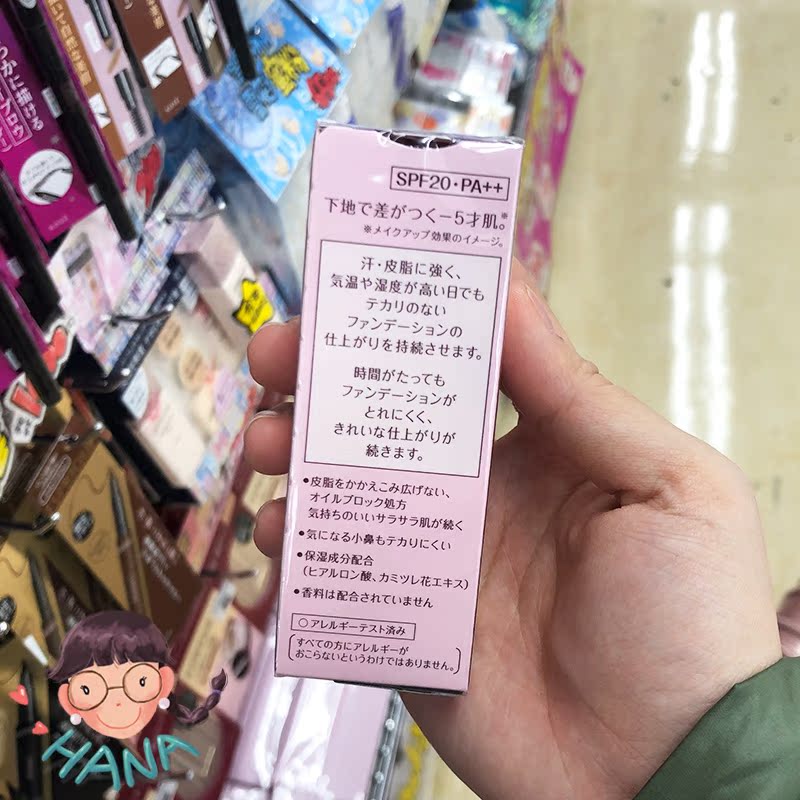 SPF20・PA++
下地で差がつく−5才肌。※
※メイクアップ効果のイメージ。
汗・皮脂に強く、
気温や湿度が高い日でも
テカリのない
ファンデーションの
仕上がりを持続させます。
時間がたっても
ファンデーションが
とれにくく、
きれいな仕上がりが
続きます。
•皮脂をかかえこみ広げない、
オイルブロック処方
気持ちのいいサラサラ肌が続く
•気になる小鼻もテカりにくい
•保湿成分配合
(ヒアルロン酸、カミツレ花エキス)
•香料は配合されていません
○アレルギーテスト済み
すべての方にアレルギーが
おこらないというわけではありません。
HANA